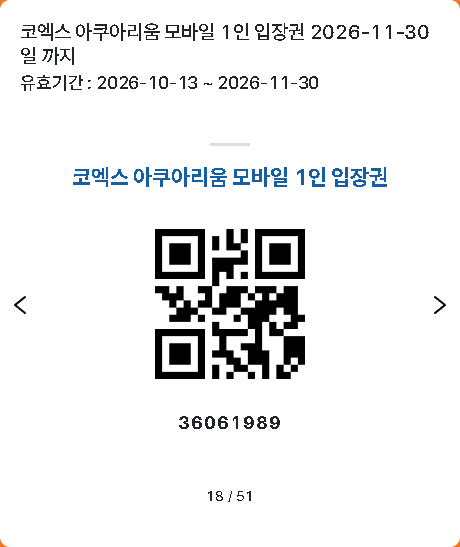 코엑스 아쿠아리움 모바일 1인 입장권 2026-11-30
일 까지
유효기간 : 2026-10-13 ~ 2026-11-30
코엑스 아쿠아리움 모바일 1인 입장권
36061989
18 / 51